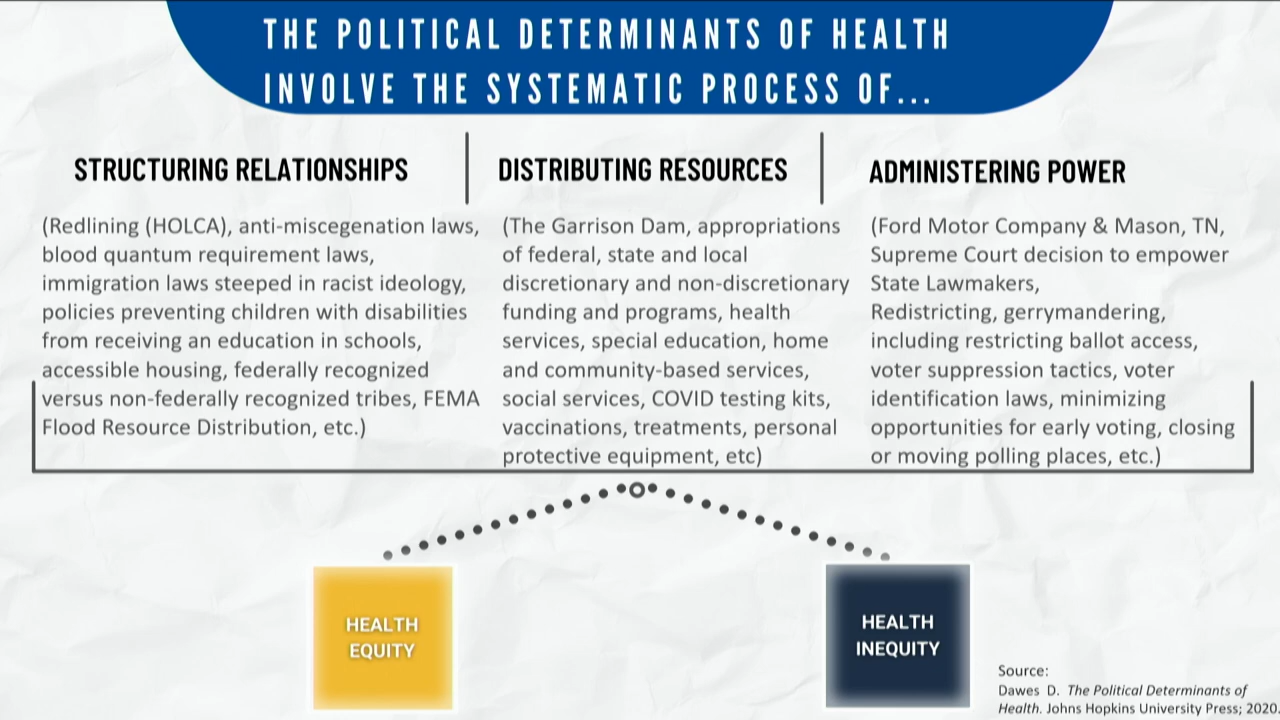 THE POLITICAL DETERMINANTS OF HEALTH
INVOLVE THE SYSTEMATIC PROCESS OF...
STRUCTURING RELATIONSHIPS
(Redlining (HOLCA), anti-miscegenation laws,
blood quantum requirement laws,
immigration laws steeped in racist ideology,
policies preventing children with disabilities
from receiving an education in schools,
accessible housing, federally recognized
versus non-federally recognized tribes, FEMA
Flood Resource Distribution, etc.)
DISTRIBUTING RESOURCES
(The Garrison Dam, appropriations
of federal, state and local
discretionary and non-discretionary
funding and programs, health
services, special education, home
and community-based services,
social services, COVID testing kits,
vaccinations, treatments, personal
protective equipment, etc)
ADMINISTERING POWER
(Ford Motor Company & Mason, TN,
Supreme Court decision to empower
State Lawmakers,
Redistricting, gerrymandering,
including restricting ballot access,
voter suppression tactics, voter
identification laws, minimizing
opportunities for early voting, closing
or moving polling places, etc.)
HEALTH
EQUITY
HEALTH
INEQUITY
Source:
Dawes D. The Political Determinants of
Health. Johns Hopkins University Press; 2020.